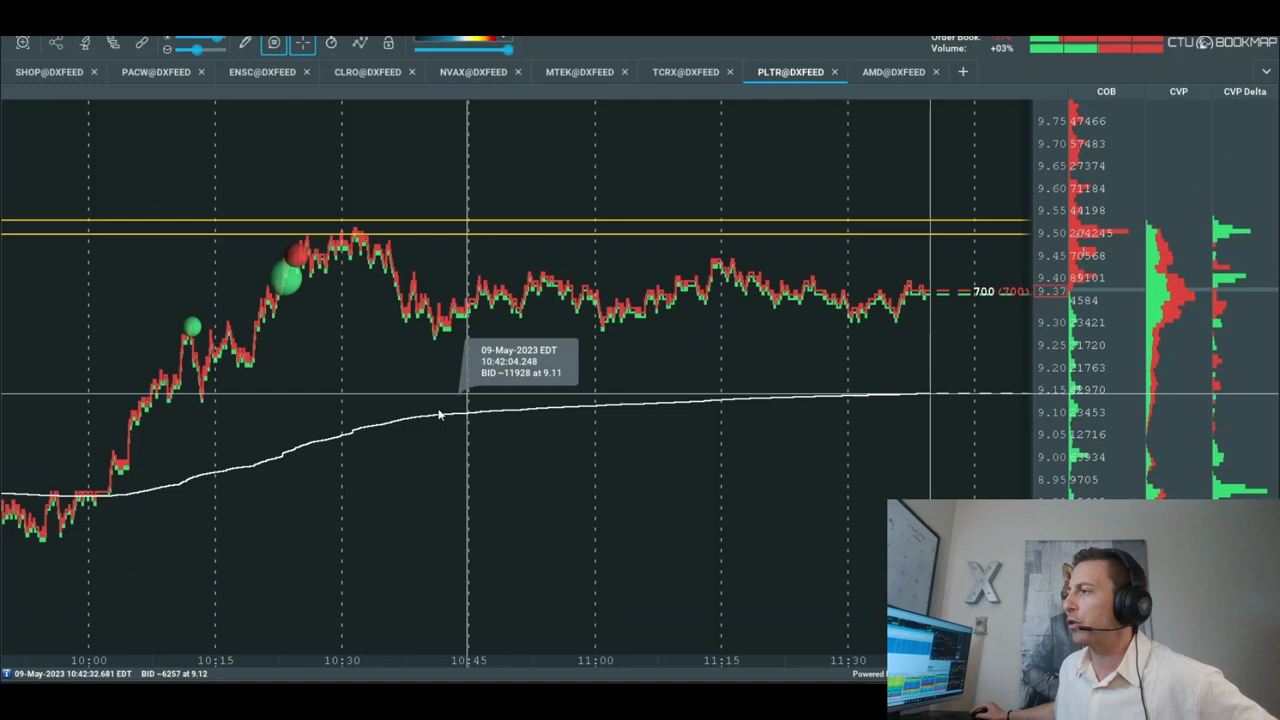 Order Book:
Volume: +03%
CTU BOOKMAP
SHOP@DXFEED PACW@DXFEED ENSC@DXFEED CLRO@DXFEED NVAX@DXFEED MTEK@DXFEED TCRX@DXFEED PLTR@DXFEED AMD@DXFEED
COB CVP CVP Delta
9.75 47466
9.70 57483
9.65 27374
9.60 71184
9.55 44198
9.50 204245
9.45 70568
9.40 89101
700 (700) 9.37
4584
9.30 23421
9.25 31720
9.20 21763
9.15
9.10 23453
9.05 12716
9.00
8.95 9705
09-May-2023 EDT
10:42:04.248
BID ~11928 at 9.11
X
10:00 10:15 10:30 10:45 11:00 11:15 11:30
09-May-2023 10:42:32.681 EDT BID ~6257 at 9.12
Powered